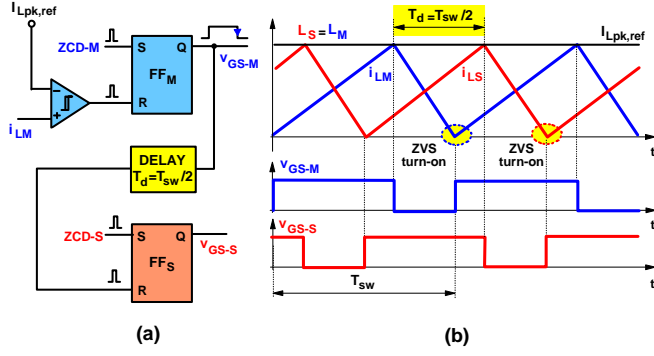 I_Lpk,ref
ZCD-M
S
Q
FF_M
R
v_GS-M
−
+
i_LM
DELAY
T_d=T_sw/2
ZCD-S
S
Q
FF_S
R
v_GS-S
(a)
T_d=T_sw/2
L_S=L_M
I_Lpk,ref
i_LM
i_LS
ZVS
turn-on
ZVS
turn-on
t
v_GS-M
t
v_GS-S
t
T_sw
(b)